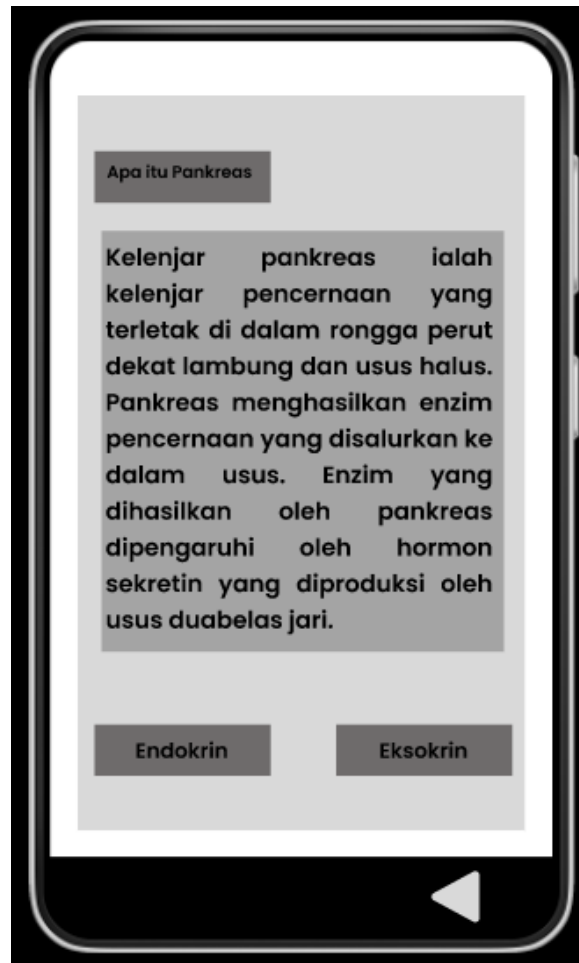 Apa itu Pankreas
Kelenjar pankreas ialah
kelenjar pencernaan yang
terletak di dalam rongga perut
dekat lambung dan usus halus.
Pankreas menghasilkan enzim
pencernaan yang disalurkan ke
dalam usus. Enzim yang
dihasilkan oleh pankreas
dipengaruhi oleh hormon
sekretin yang diproduksi oleh
usus duabelas jari.
Endokrin
Eksokrin